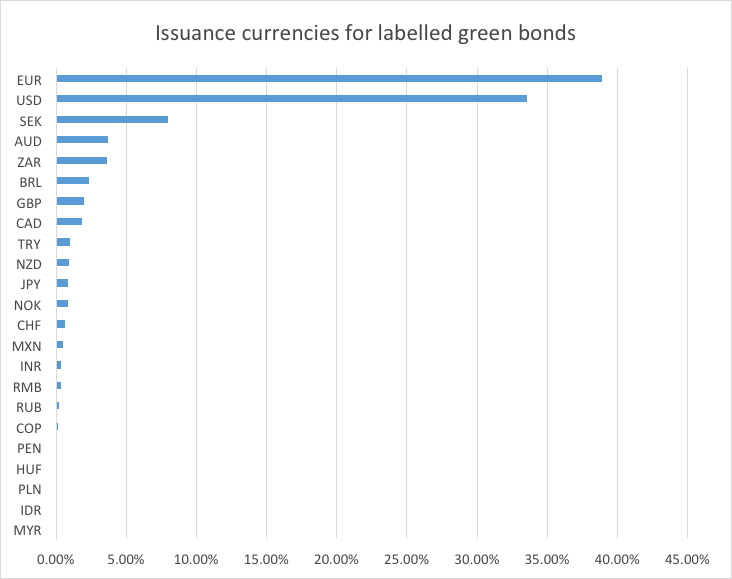 Issuance currencies for labelled green bonds
EUR
USD
SEK
AUD
ZAR
BRL
GBP
CAD
TRY
NZD
JPY
NOK
CHF
MXN
INR
RMB
RUB
COP
PEN
HUF
PLN
IDR
MYR
0.00% 5.00% 10.00% 15.00% 20.00% 25.00% 30.00% 35.00% 40.00% 45.00%